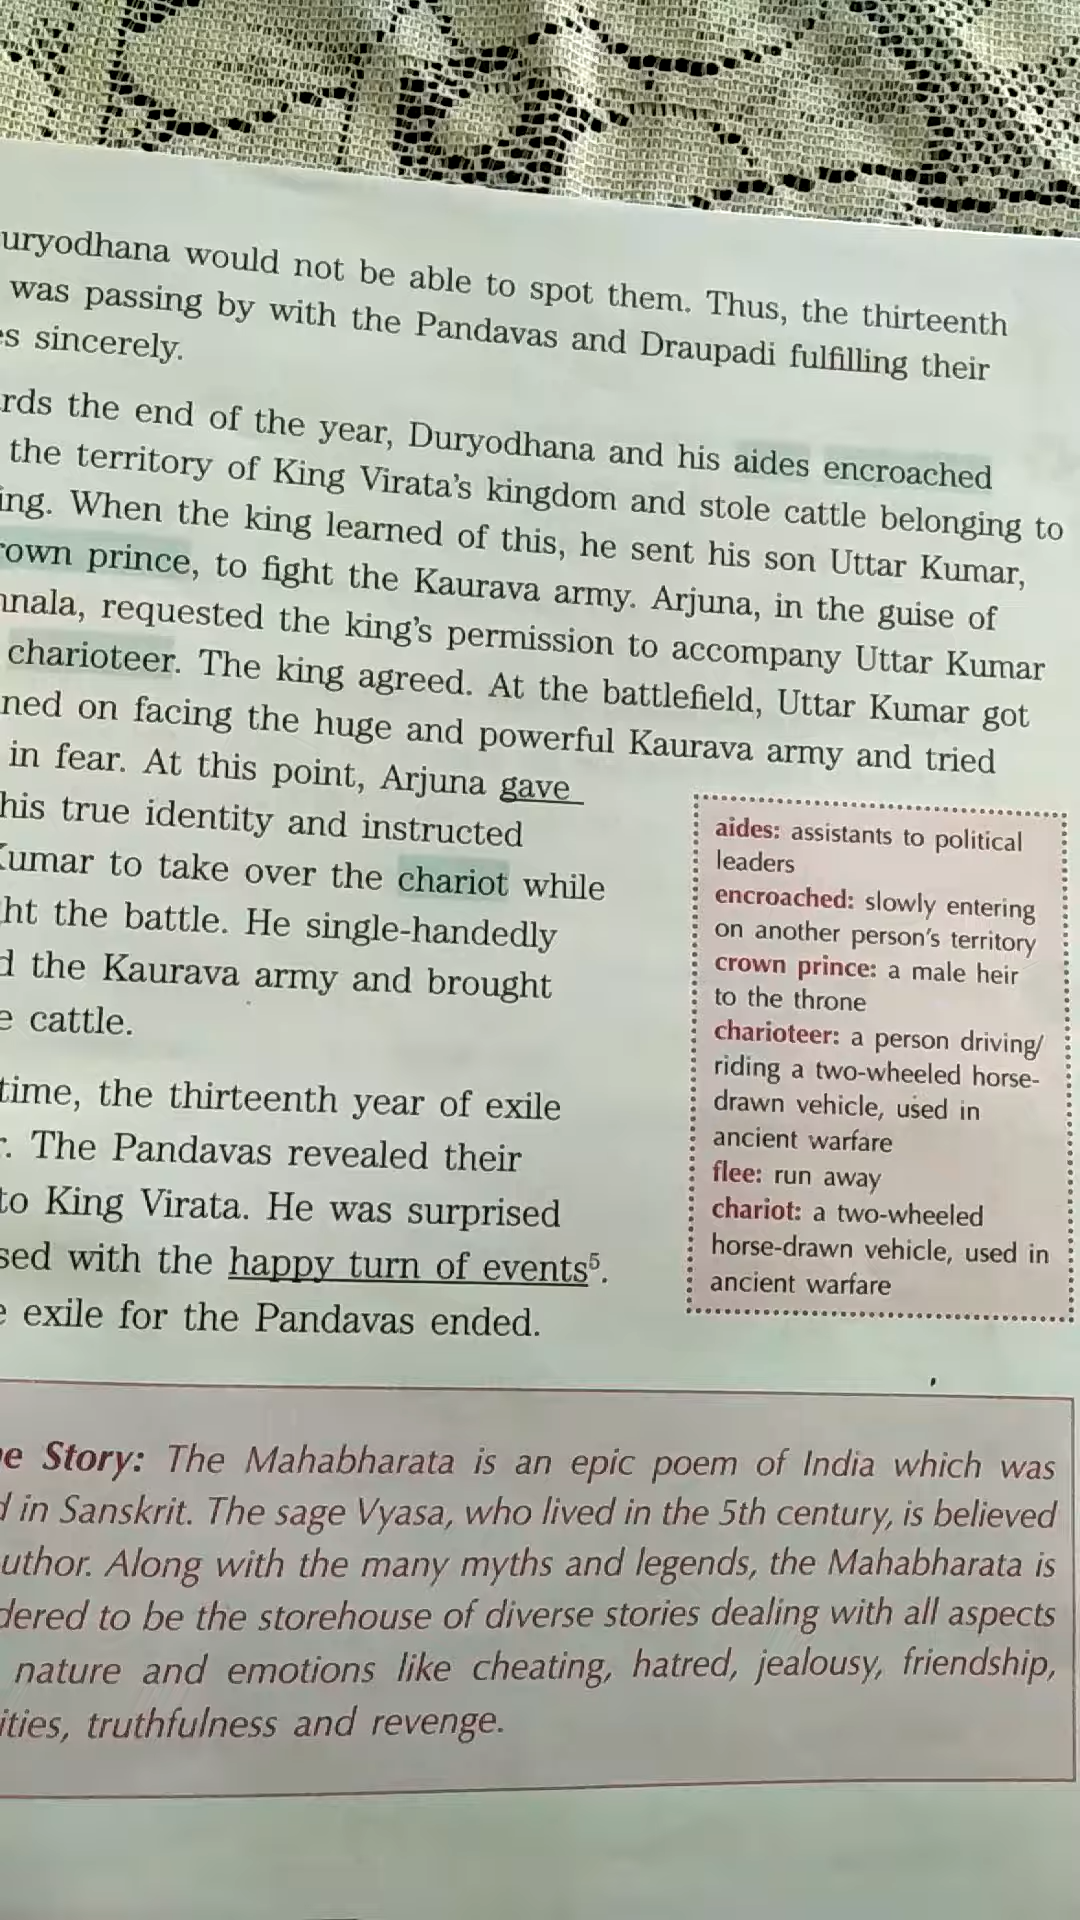 uryodhana would not be able to spot them. Thus, the thirteenth
was passing by with the Pandavas and Draupadi fulfilling their
es sincerely.
rds the end of the year, Duryodhana and his aides encroached
the territory of King Virata's kingdom and stole cattle belonging to
ing. When the king learned of this, he sent his son Uttar Kumar,
rown prince, to fight the Kaurava army. Arjuna, in the guise of
nnala, requested the king's permission to accompany Uttar Kumar
charioteer. The king agreed. At the battlefield, Uttar Kumar got
ned on facing the huge and powerful Kaurava army and tried
in fear. At this point, Arjuna gave
his true identity and instructed
Kumar to take over the chariot while
ht the battle. He single-handedly
d the Kaurava army and brought
e cattle.
time, the thirteenth year of exile
r. The Pandavas revealed their
to King Virata. He was surprised
sed with the happy turn of events⁵.
e exile for the Pandavas ended.
aides: assistants to political
leaders
encroached: slowly entering
on another person's territory
crown prince: a male heir
to the throne
charioteer: a person driving/
riding a two-wheeled horse-
drawn vehicle, used in
ancient warfare
flee: run away
chariot: a two-wheeled
horse-drawn vehicle, used in
ancient warfare
e Story: The Mahabharata is an epic poem of India which was
d in Sanskrit. The sage Vyasa, who lived in the 5th century, is believed
uthor. Along with the many myths and legends, the Mahabharata is
dered to be the storehouse of diverse stories dealing with all aspects
nature and emotions like cheating, hatred, jealousy, friendship,
ities, truthfulness and revenge.